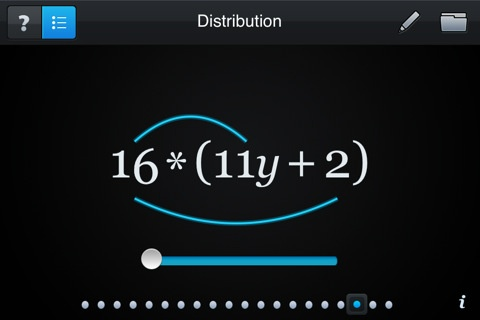 ? Distribution
16*(11y+2)
i